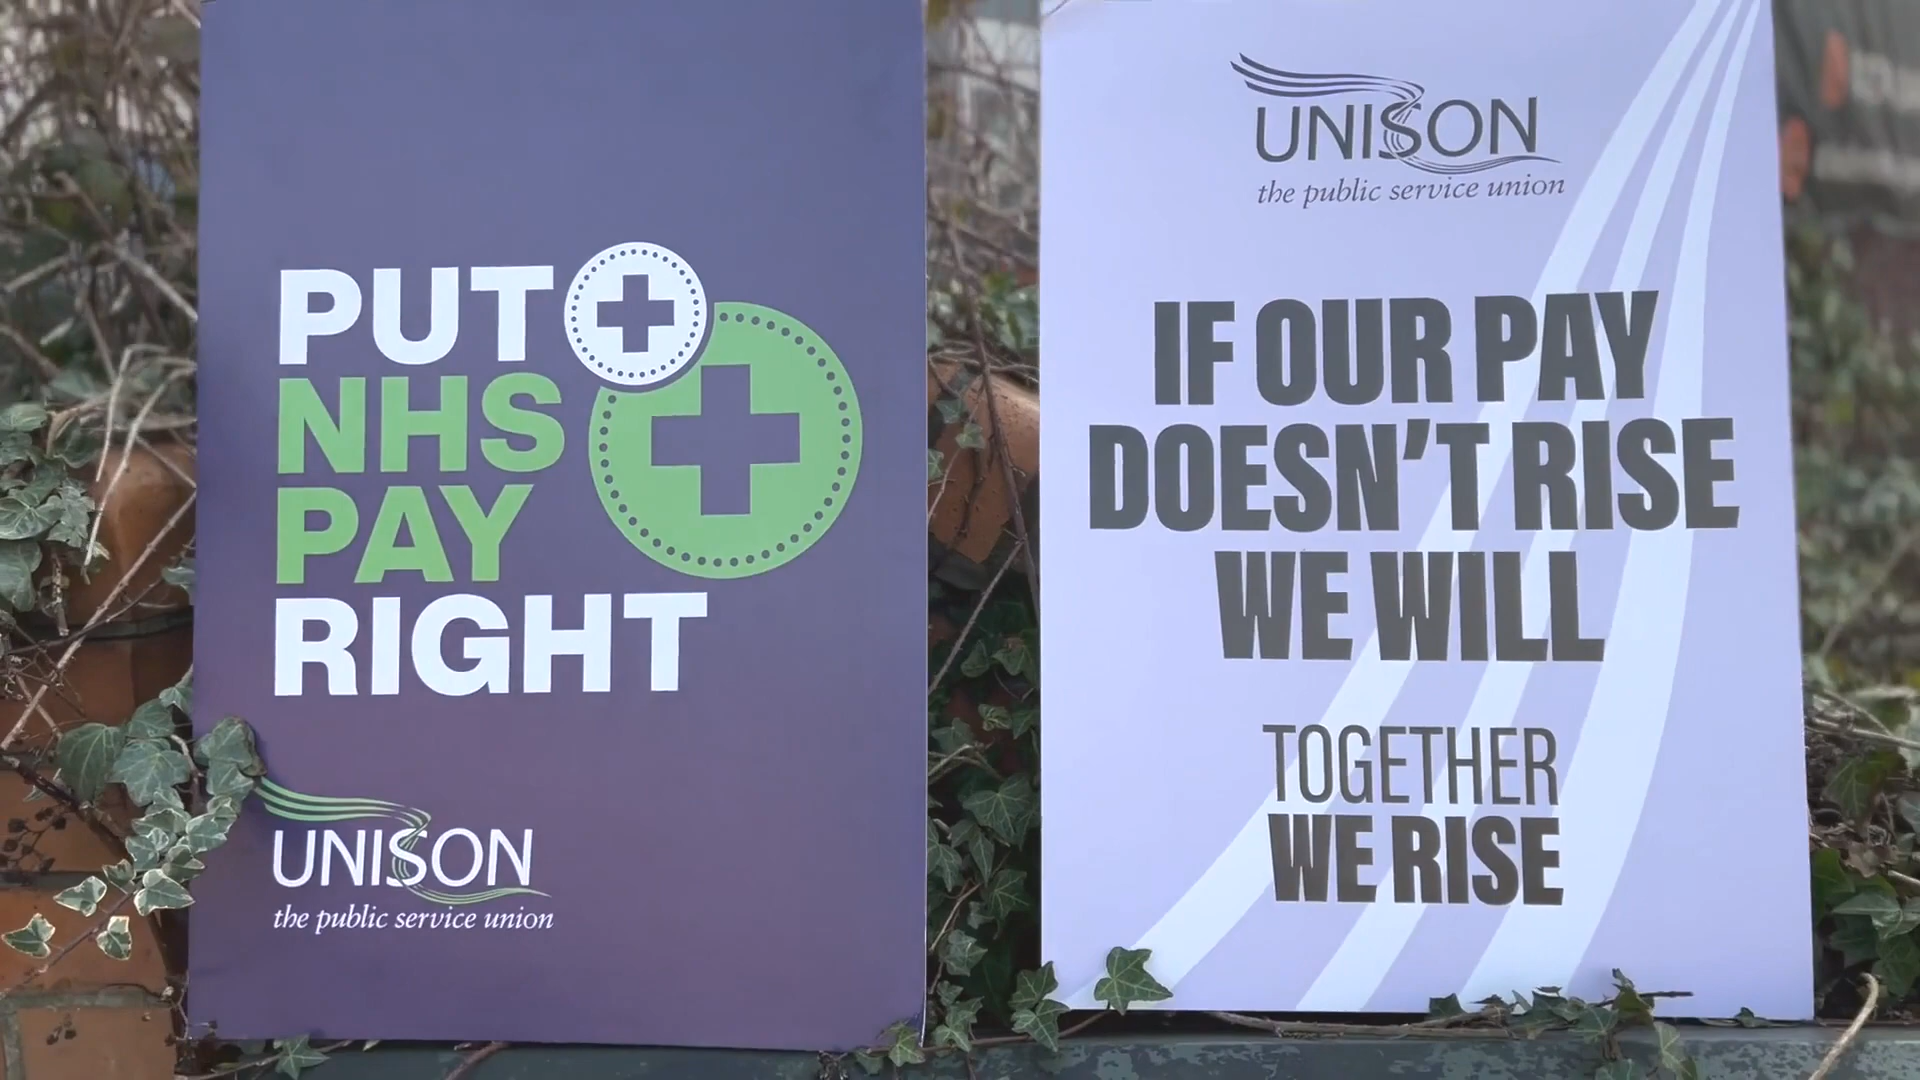 PUT
NHS
PAY
RIGHT
UNISON
the public service union
UNISON
the public service union
IF OUR PAY
DOESN'T RISE
WE WILL
TOGETHER
WE RISE